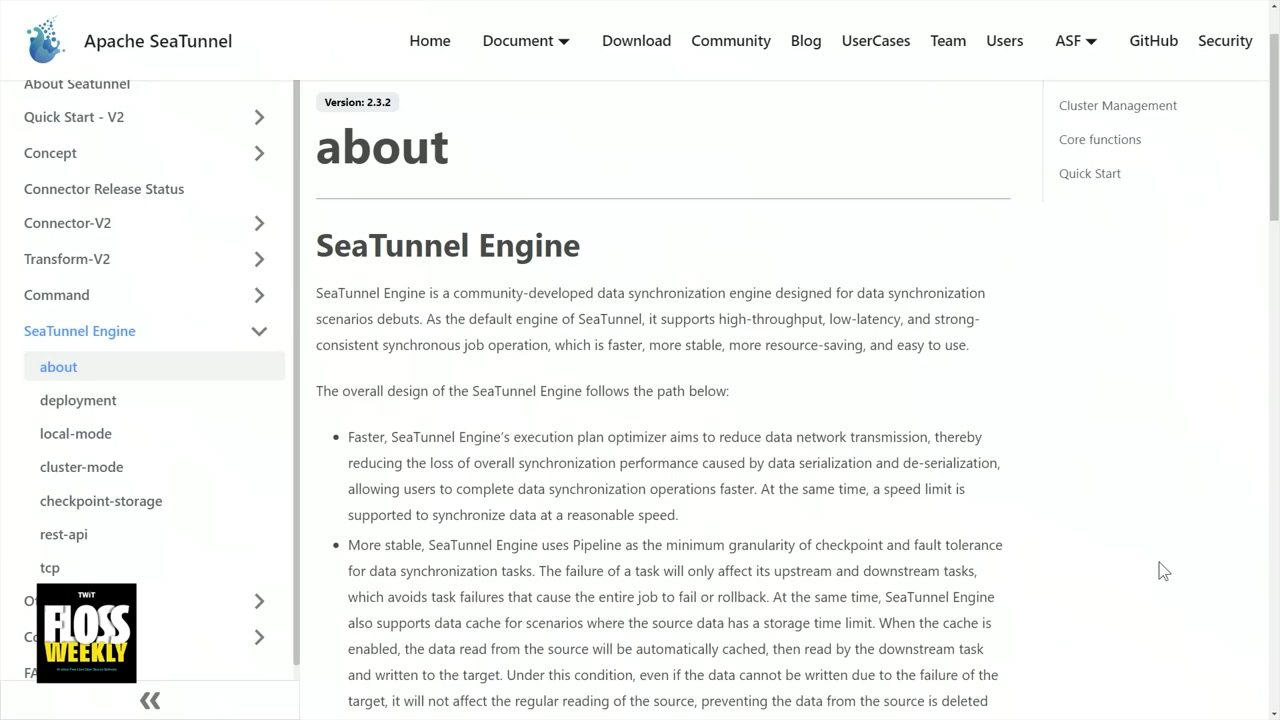 Apache SeaTunnel
Home
Document
Download
Community
Blog
UserCases
Team
Users
ASF
GitHub
Security
About Seatunnel
Quick Start - V2
Concept
Connector Release Status
Connector-V2
Transform-V2
Command
SeaTunnel Engine
about
deployment
local-mode
cluster-mode
checkpoint-storage
rest-api
tcp
TWiT
FLOSS
WEEKLY
Version: 2.3.2
about
SeaTunnel Engine
SeaTunnel Engine is a community-developed data synchronization engine designed for data synchronization
scenarios debuts. As the default engine of SeaTunnel, it supports high-throughput, low-latency, and strong-
consistent synchronous job operation, which is faster, more stable, more resource-saving, and easy to use.
The overall design of the SeaTunnel Engine follows the path below:
Faster, SeaTunnel Engine's execution plan optimizer aims to reduce data network transmission, thereby
reducing the loss of overall synchronization performance caused by data serialization and de-serialization,
allowing users to complete data synchronization operations faster. At the same time, a speed limit is
supported to synchronize data at a reasonable speed.
More stable, SeaTunnel Engine uses Pipeline as the minimum granularity of checkpoint and fault tolerance
for data synchronization tasks. The failure of a task will only affect its upstream and downstream tasks,
which avoids task failures that cause the entire job to fail or rollback. At the same time, SeaTunnel Engine
also supports data cache for scenarios where the source data has a storage time limit. When the cache is
enabled, the data read from the source will be automatically cached, then read by the downstream task
and written to the target. Under this condition, even if the data cannot be written due to the failure of the
target, it will not affect the regular reading of the source, preventing the data from the source is deleted
Cluster Management
Core functions
Quick Start